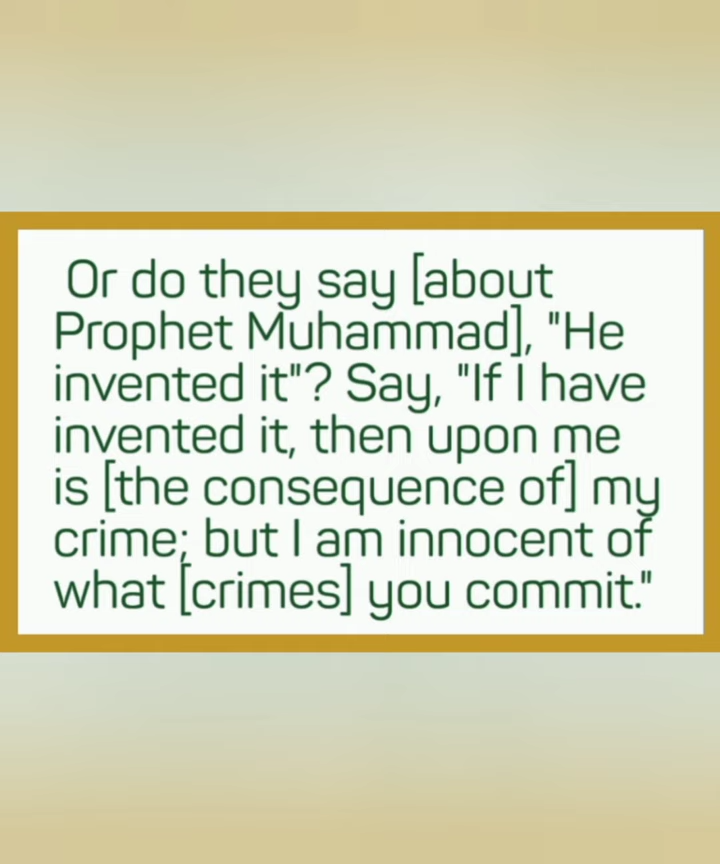 Or do they say [about
Prophet Muhammad], "He
invented it"? Say, "If I have
invented it, then upon me
is [the consequence of] my
crime; but I am innocent of
what [crimes] you commit."